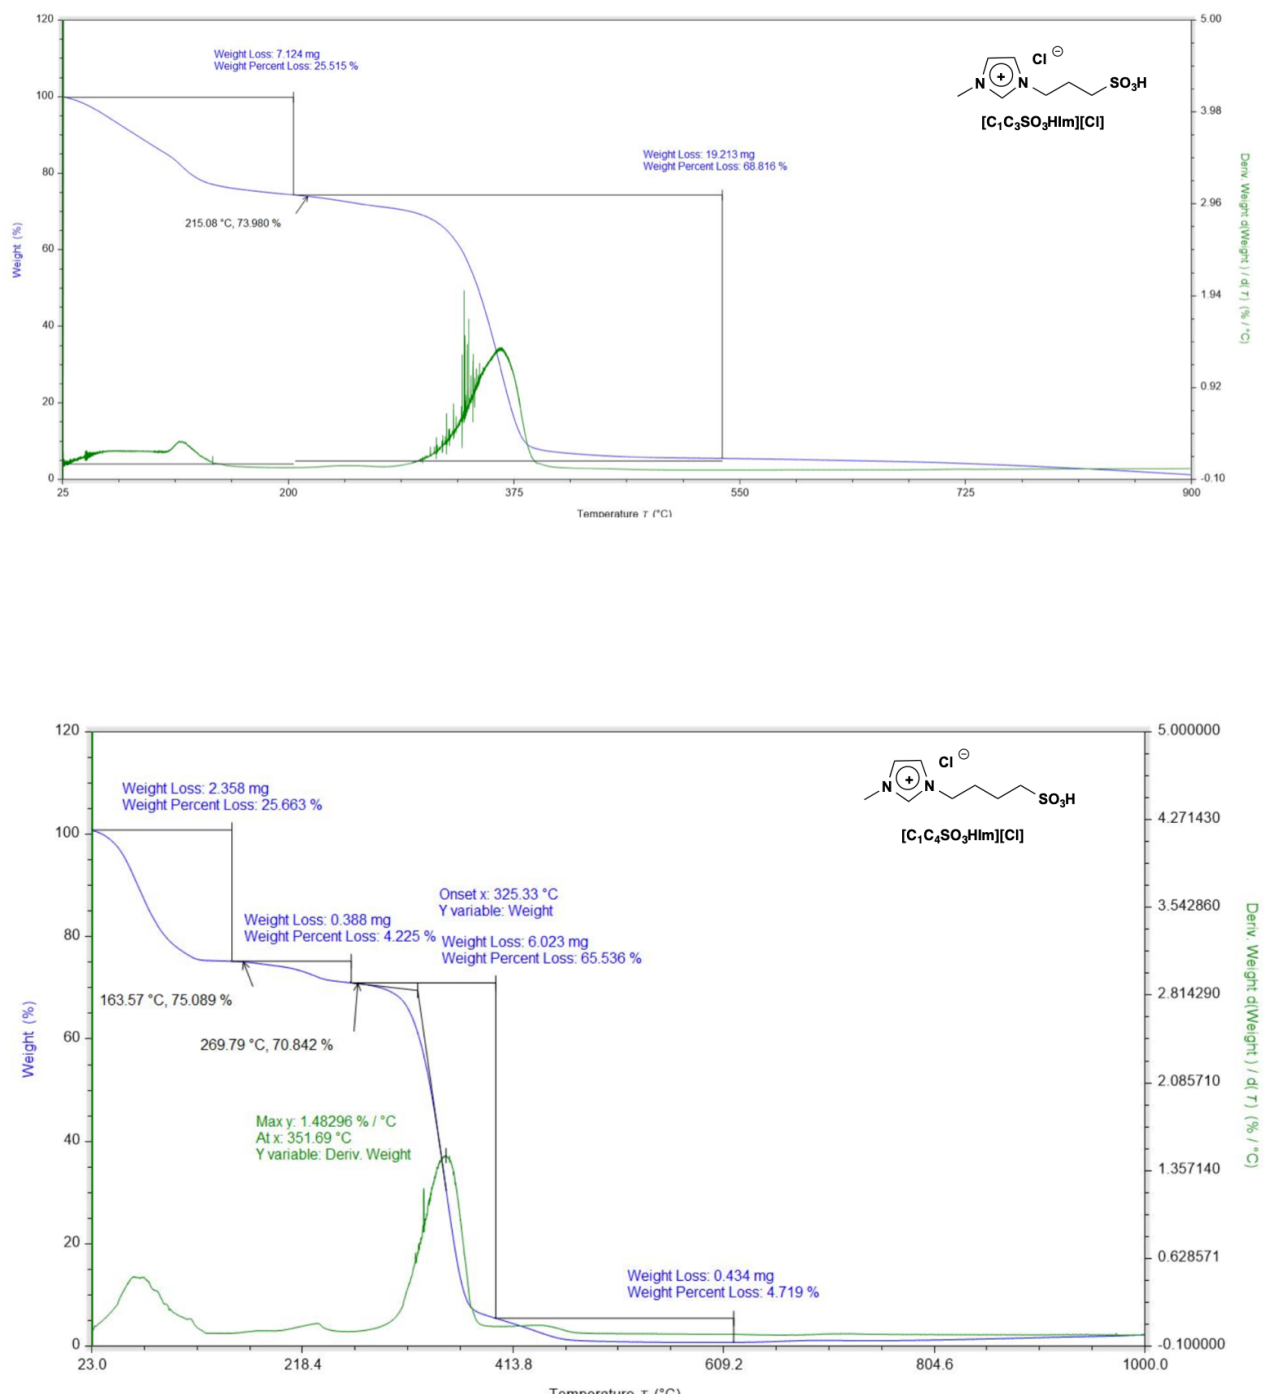 120
5.00
Weight Loss: 7.124 mg
Weight Percent Loss: 25.515 %
Cl ⊖
N + N SO₃H
[C₁C₃SO₃HIm][Cl]
100
3.98
80
Weight Loss: 19.213 mg
Weight Percent Loss: 68.816 %
2.96
215.08 °C, 73.980 %
Weight (%)
Deriv. Weight d(Weight) / d(T) (% / °C)
60
1.94
40
0.92
20
0
-0.10
25
200
375
550
725
900
Temperature T (°C)
120
5.000000
Cl ⊖
N + N
SO₃H
[C₁C₄SO₃HIm][Cl]
Weight Loss: 2.358 mg
Weight Percent Loss: 25.663 %
4.271430
100
Onset x: 325.33 °C
Y variable: Weight
3.542860
Weight Loss: 0.388 mg
Weight Percent Loss: 4.225 %
Weight Loss: 6.023 mg
Weight Percent Loss: 65.536 %
80
2.814290
163.57 °C, 75.089 %
269.79 °C, 70.842 %
Weight (%)
Deriv. Weight d(Weight) / d(T) (% / °C)
60
2.085710
Max y: 1.48296 % / °C
At x: 351.69 °C
Y variable: Deriv. Weight
40
1.357140
20
0.628571
Weight Loss: 0.434 mg
Weight Percent Loss: 4.719 %
0
-0.100000
23.0
218.4
413.8
609.2
804.6
1000.0
Temperature T (°C)